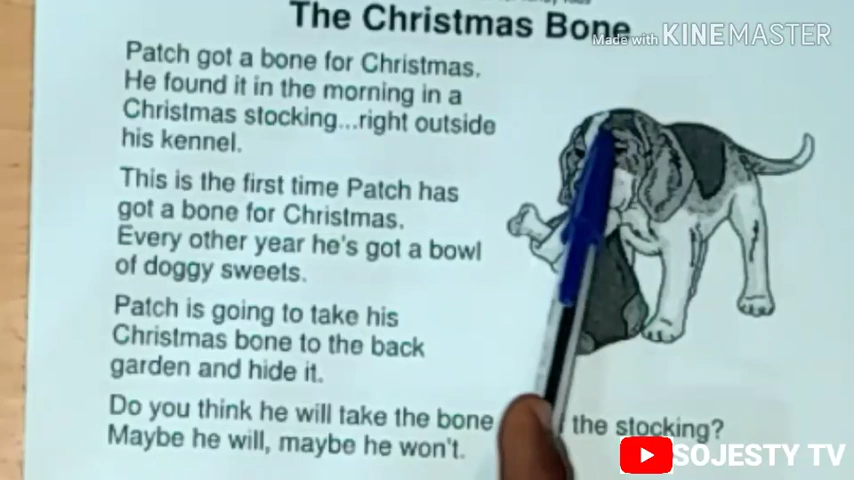 The Christmas Bone
Made with KINEMASTER
Patch got a bone for Christmas.
He found it in the morning in a
Christmas stocking...right outside
his kennel.
This is the first time Patch has
got a bone for Christmas.
Every other year he's got a bowl
of doggy sweets.
Patch is going to take his
Christmas bone to the back
garden and hide it.
Do you think he will take the bone the stocking?
Maybe he will, maybe he won't.
SOJESTY TV